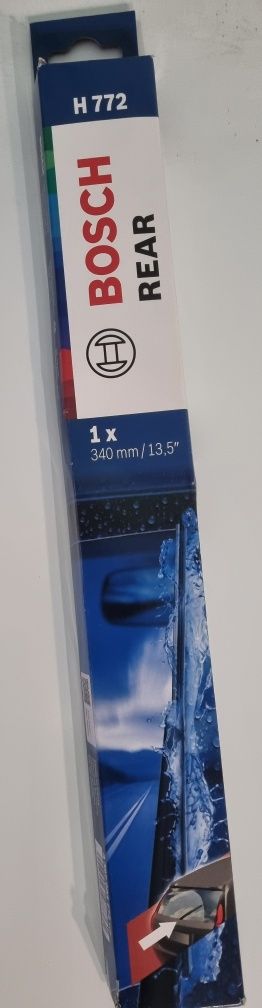 H 772
BOSCH
REAR
1 x
340 mm / 13,5"